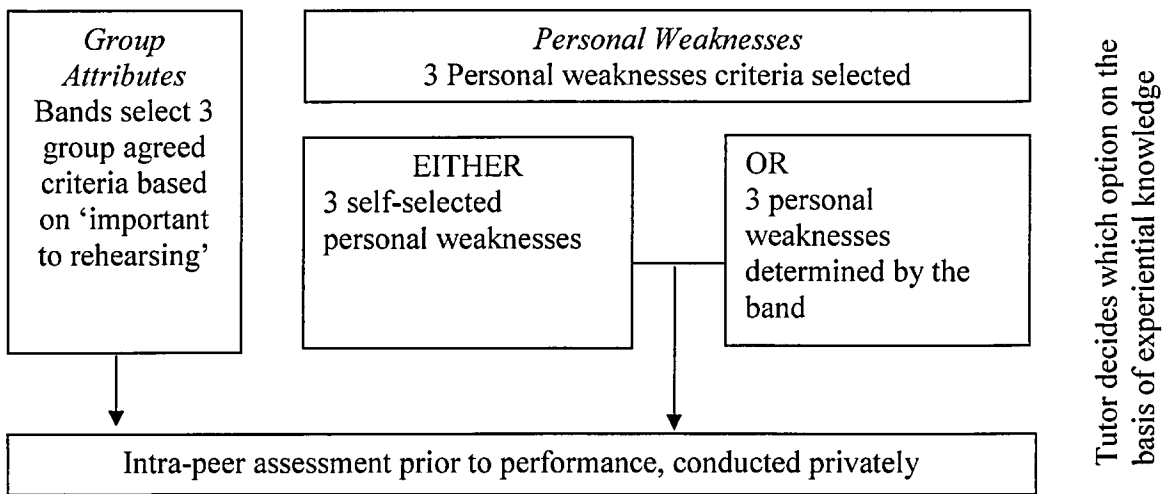 Group
Attributes
Bands select 3
group agreed
criteria based
on ‘important
to rehearsing’
Personal Weaknesses
3 Personal weaknesses criteria selected
EITHER
3 self-selected
personal weaknesses
OR
3 personal
weaknesses
determined by the
band
Intra-peer assessment prior to performance, conducted privately
Tutor decides which option on the
basis of experiential knowledge